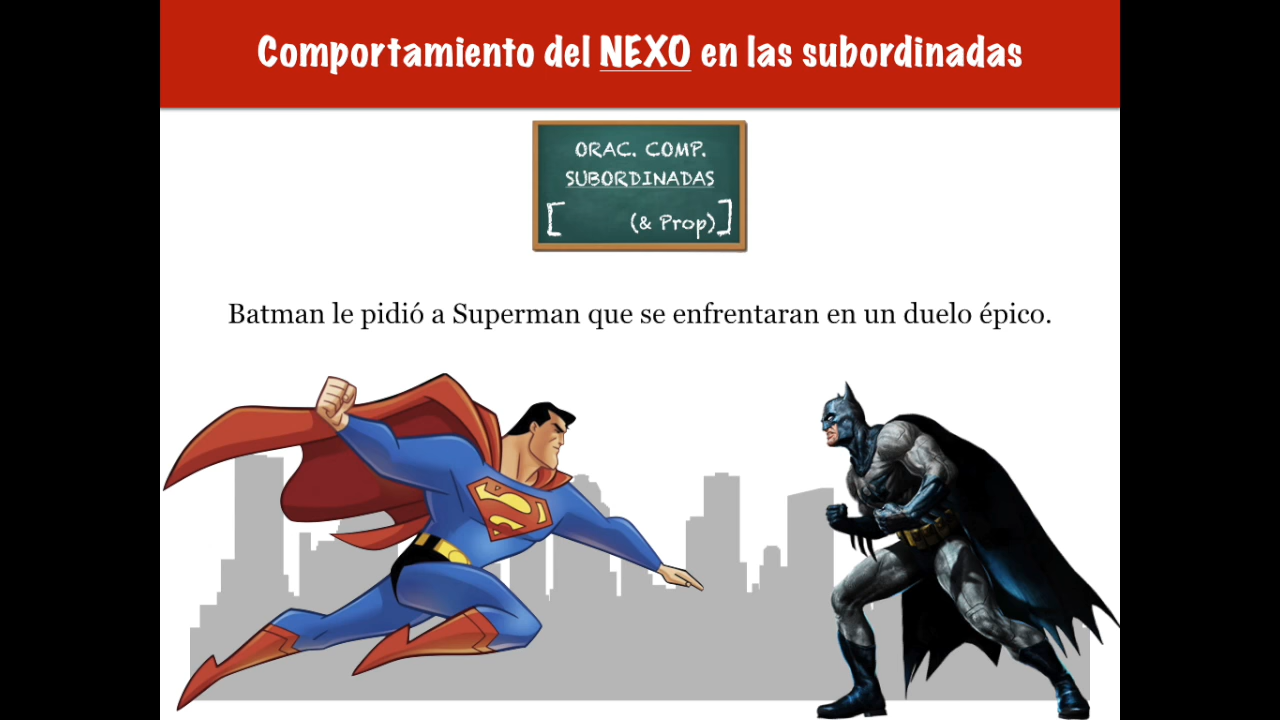 Comportamiento del NEXO en las subordinadas
ORAC. COMP.
SUBORDINADAS
[ (& Prop)]
Batman le pidió a Superman que se enfrentaran en un duelo épico.
S